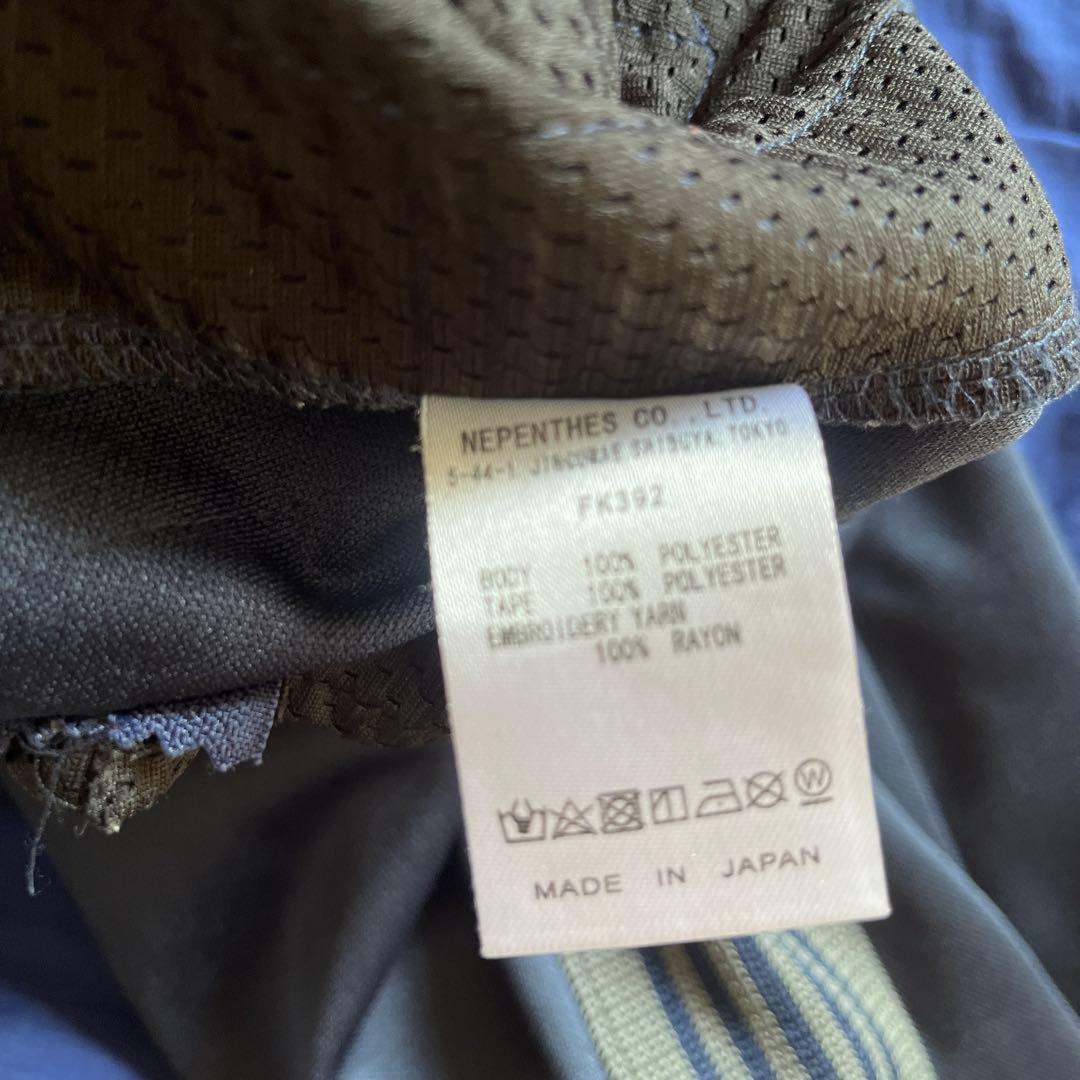 NEPENTHES CO.,LTD.
5-44-1 JINGUMAE SHIBUYA, TOKYO
FK392
BODY 100% POLYESTER
TAPE 100% POLYESTER
EMBROIDERY YARN
100% RAYON
W
MADE IN JAPAN